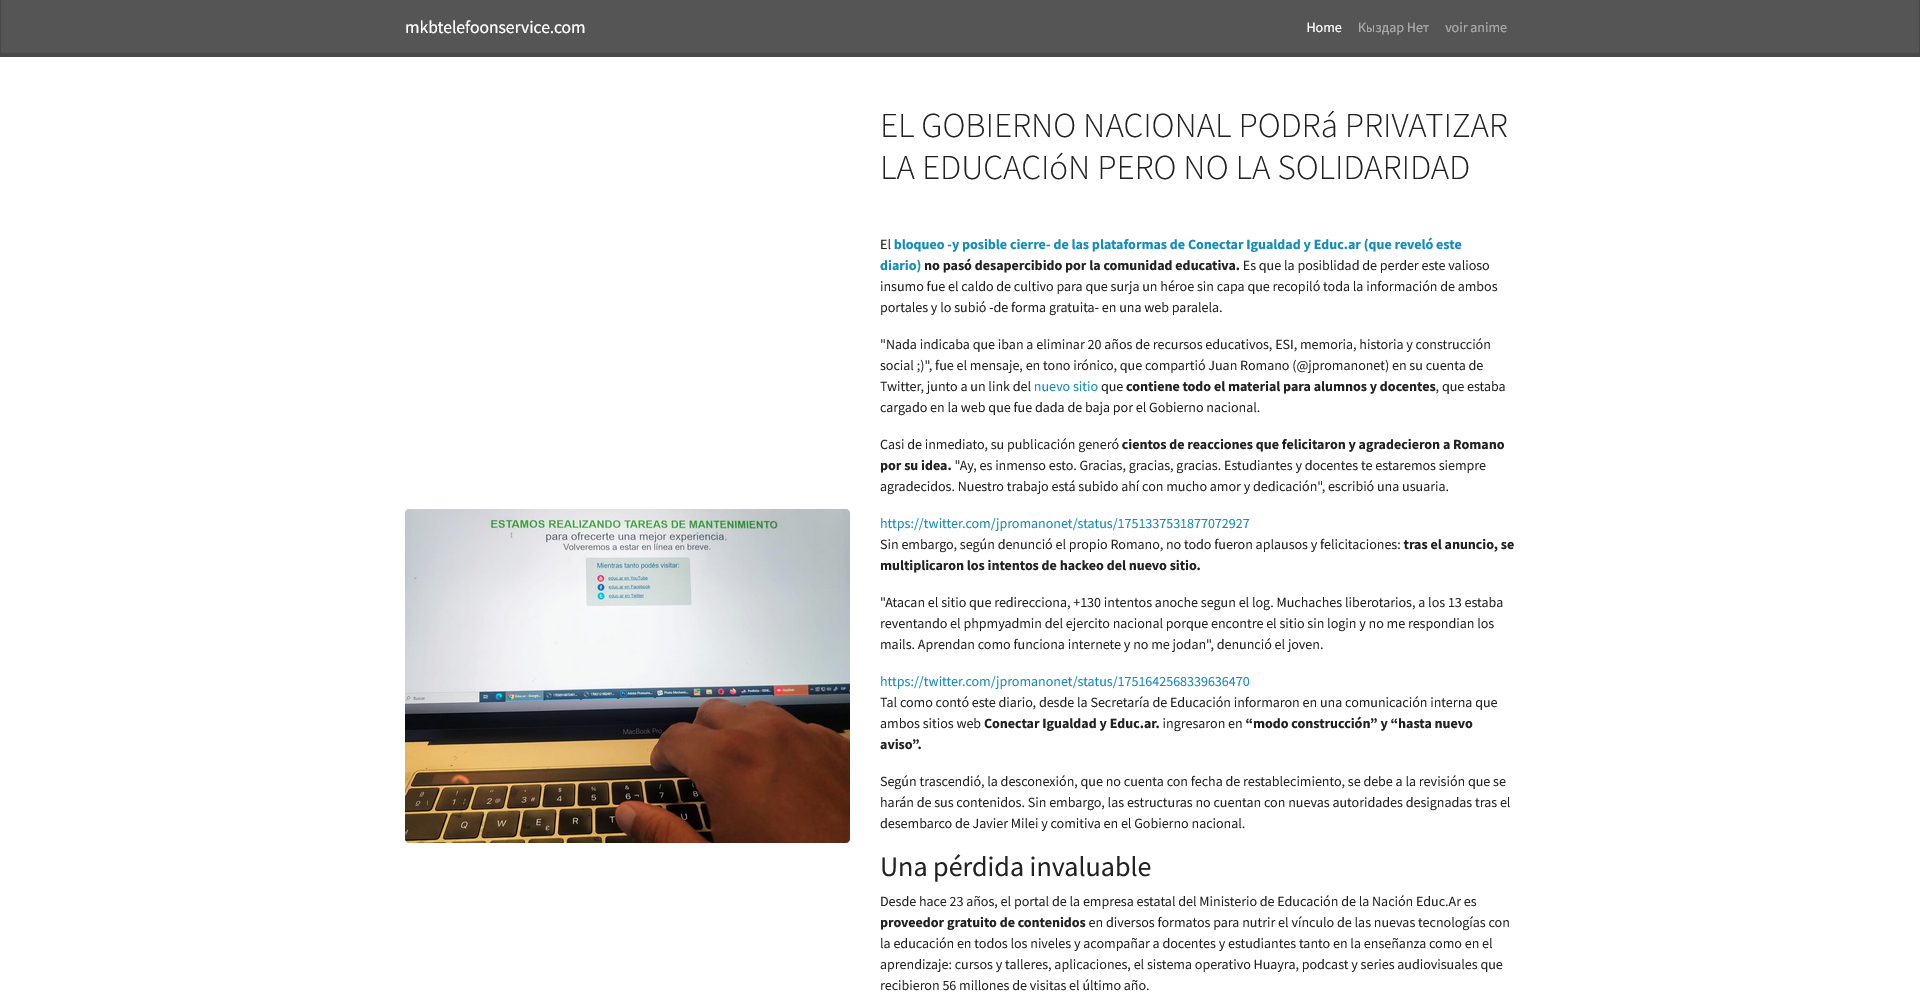 mkbtelefoonservice.com
Home
Кыздар Нет
voir anime
EL GOBIERNO NACIONAL PODRá PRIVATIZAR
LA EDUCACIóN PERO NO LA SOLIDARIDAD
El bloqueo -y posible cierre- de las plataformas de Conectar Igualdad y Educ.ar (que reveló este
diario) no pasó desapercibido por la comunidad educativa. Es que la posiblidad de perder este valioso
insumo fue el caldo de cultivo para que surja un héroe sin capa que recopiló toda la información de ambos
portales y lo subió -de forma gratuita- en una web paralela.
"Nada indicaba que iban a eliminar 20 años de recursos educativos, ESI, memoria, historia y construcción
social ;)", fue el mensaje, en tono irónico, que compartió Juan Romano (@jpromanonet) en su cuenta de
Twitter, junto a un link del nuevo sitio que contiene todo el material para alumnos y docentes, que estaba
cargado en la web que fue dada de baja por el Gobierno nacional.
Casi de inmediato, su publicación generó cientos de reacciones que felicitaron y agradecieron a Romano
por su idea. "Ay, es inmenso esto. Gracias, gracias, gracias. Estudiantes y docentes te estaremos siempre
agradecidos. Nuestro trabajo está subido ahí con mucho amor y dedicación", escribió una usuaria.
https://twitter.com/jpromanonet/status/1751337531877072927
Sin embargo, según denunció el propio Romano, no todo fueron aplausos y felicitaciones: tras el anuncio, se
multiplicaron los intentos de hackeo del nuevo sitio.
"Atacan el sitio que redirecciona, +130 intentos anoche segun el log. Muchaches liberotarios, a los 13 estaba
reventando el phpmyadmin del ejercito nacional porque encontre el sitio sin login y no me respondian los
mails. Aprendan como funciona internete y no me jodan", denunció el joven.
https://twitter.com/jpromanonet/status/1751642568339636470
Tal como contó este diario, desde la Secretaría de Educación informaron en una comunicación interna que
ambos sitios web Conectar Igualdad y Educ.ar. ingresaron en “modo construcción” y “hasta nuevo
aviso”.
Según trascendió, la desconexión, que no cuenta con fecha de restablecimiento, se debe a la revisión que se
harán de sus contenidos. Sin embargo, las estructuras no cuentan con nuevas autoridades designadas tras el
desembarco de Javier Milei y comitiva en el Gobierno nacional.
Una pérdida invaluable
Desde hace 23 años, el portal de la empresa estatal del Ministerio de Educación de la Nación Educ.Ar es
proveedor gratuito de contenidos en diversos formatos para nutrir el vínculo de las nuevas tecnologías con
la educación en todos los niveles y acompañar a docentes y estudiantes tanto en la enseñanza como en el
aprendizaje: cursos y talleres, aplicaciones, el sistema operativo Huayra, podcast y series audiovisuales que
recibieron 56 millones de visitas el último año.
ESTAMOS REALIZANDO TAREAS DE MANTENIMIENTO
para ofrecerte una mejor experiencia.
Volveremos a estar en línea en breve.
Mientras tanto podés visitar:
educ.ar en YouTube
educ.ar en Facebook
educ.ar en Twitter
MacBook Pro
1 2 3 4 5 6 7 8
Q W E R T U